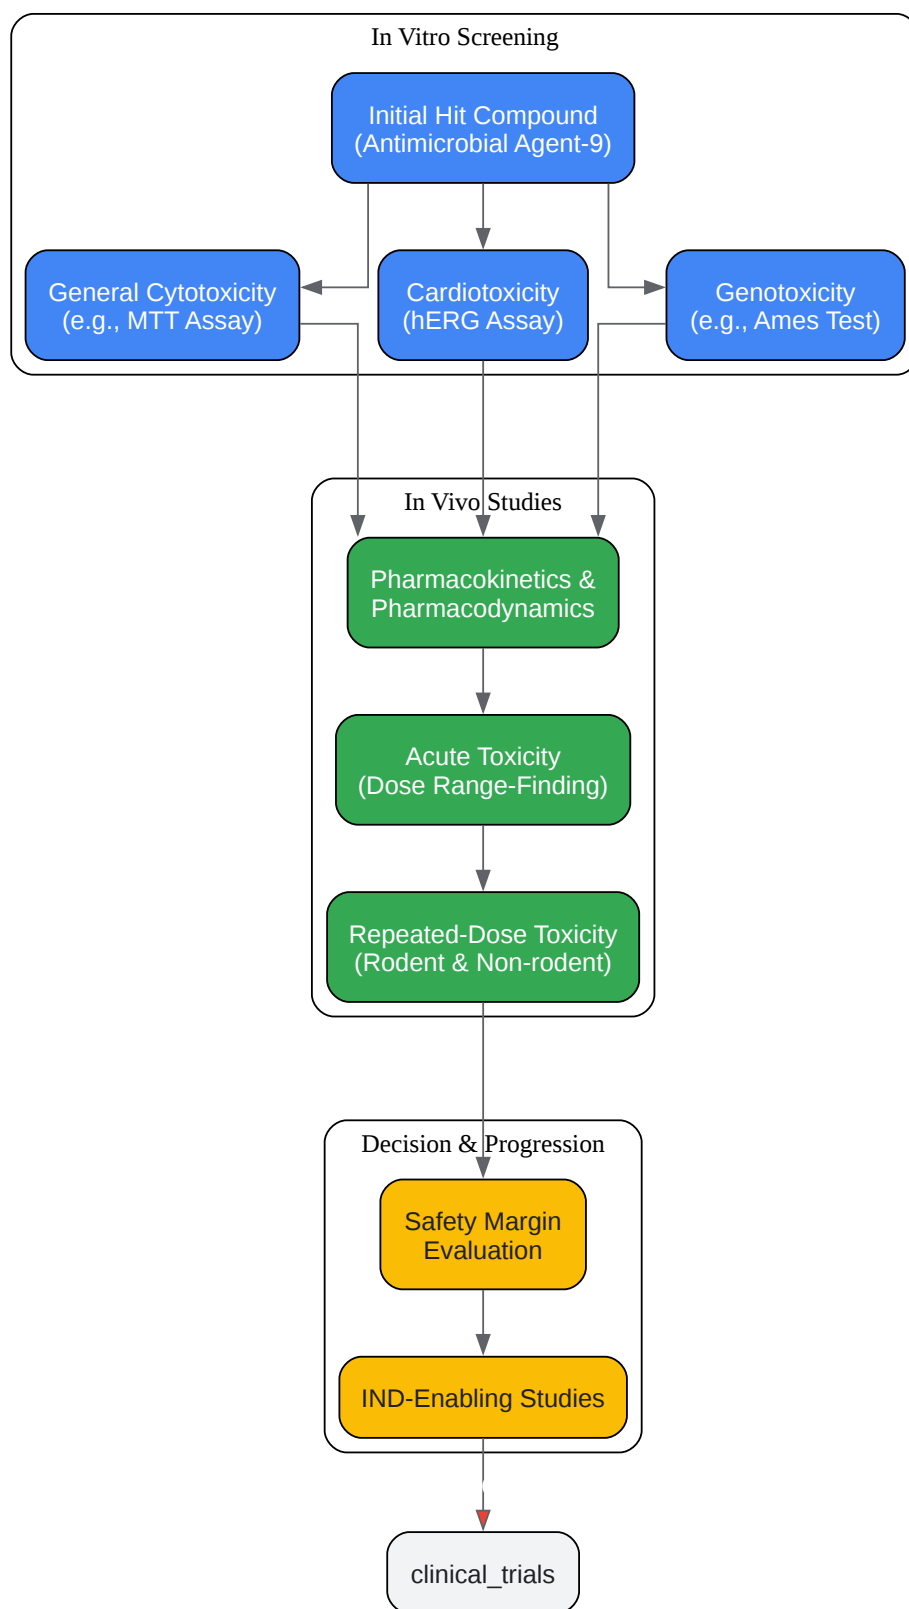 In Vitro Screening
Initial Hit Compound
(Antimicrobial Agent-9)
General Cytotoxicity
(e.g., MTT Assay)
Cardiotoxicity
(hERG Assay)
Genotoxicity
(e.g., Ames Test)
In Vivo Studies
Pharmacokinetics &
Pharmacodynamics
Acute Toxicity
(Dose Range-Finding)
Repeated-Dose Toxicity
(Rodent & Non-rodent)
Decision & Progression
Safety Margin
Evaluation
IND-Enabling Studies
clinical_trials